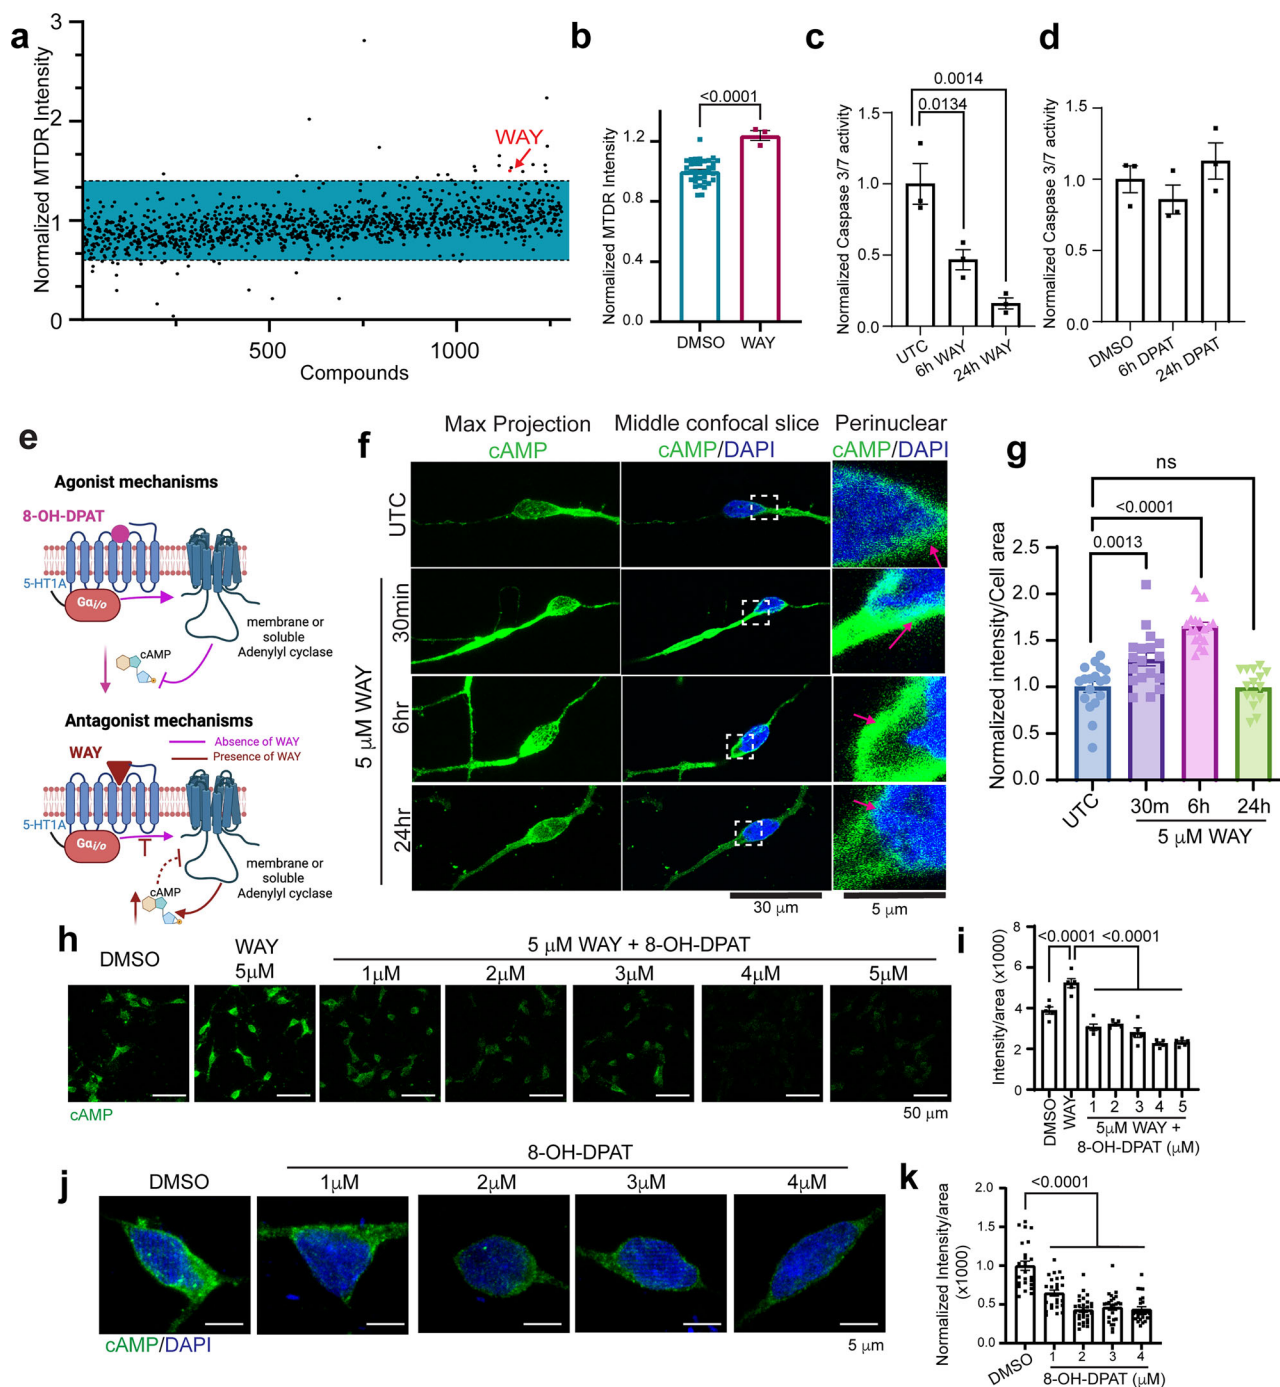 a
Normalized MTDR Intensity
3
2
1
0
WAY
500
1000
Compounds
b
Normalized MTDR Intensity
<0.0001
1.2
0.8
0.4
0.0
DMSO
WAY
c
Normalized Caspase 3/7 activity
0.0014
0.0134
1.5
1.0
0.5
0.0
UTC
6h WAY
24h WAY
d
Normalized Caspase 3/7 activity
1.5
1.0
0.5
0.0
DMSO
6h DPAT
24h DPAT
e
Agonist mechanisms
8-OH-DPAT
5-HT1A
Gαi/o
membrane or
soluble
Adenylyl cyclase
cAMP
Antagonist mechanisms
WAY
Absence of WAY
Presence of WAY
5-HT1A
Gαi/o
membrane or
soluble
Adenylyl cyclase
cAMP
f
Max Projection
cAMP
Middle confocal slice
cAMP/DAPI
Perinuclear
cAMP/DAPI
UTC
5 µM WAY
30min
6hr
24hr
30 µm
5 µm
g
Normalized intensity/Cell area
ns
<0.0001
0.0013
2.5
2.0
1.5
1.0
0.5
0.0
UTC
30m
6h
24h
5 µM WAY
h
DMSO
WAY
5µM
5 µM WAY + 8-OH-DPAT
1µM
2µM
3µM
4µM
5µM
cAMP
50 µm
i
Intensity/area (x1000)
<0.0001
<0.0001
8
6
4
2
0
DMSO
WAY
1
2
3
4
5
5µM WAY +
8-OH-DPAT (µM)
j
8-OH-DPAT
DMSO
1µM
2µM
3µM
4µM
cAMP/DAPI
5 µm
k
Normalized Intensity/area
(x1000)
<0.0001
2.0
1.5
1.0
0.5
0.0
DMSO
1
2
3
4
8-OH-DPAT (µM)